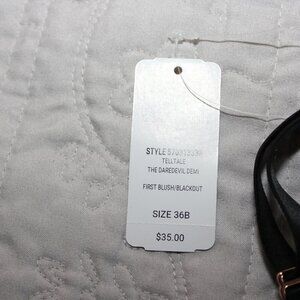 STYLE
TELLTALE
THE DAREDEVIL DEMI
FIRST BLUSH/BLACKOUT
SIZE 36B
$35.00